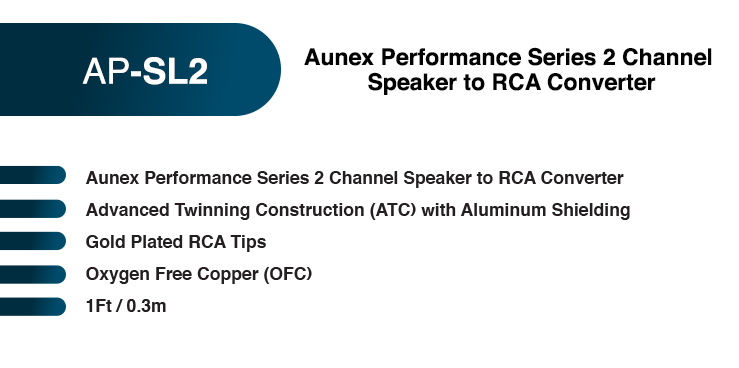 AP-SL2
Aunex Performance Series 2 Channel
Speaker to RCA Converter
Aunex Performance Series 2 Channel Speaker to RCA Converter
Advanced Twinning Construction (ATC) with Aluminum Shielding
Gold Plated RCA Tips
Oxygen Free Copper (OFC)
1Ft / 0.3m